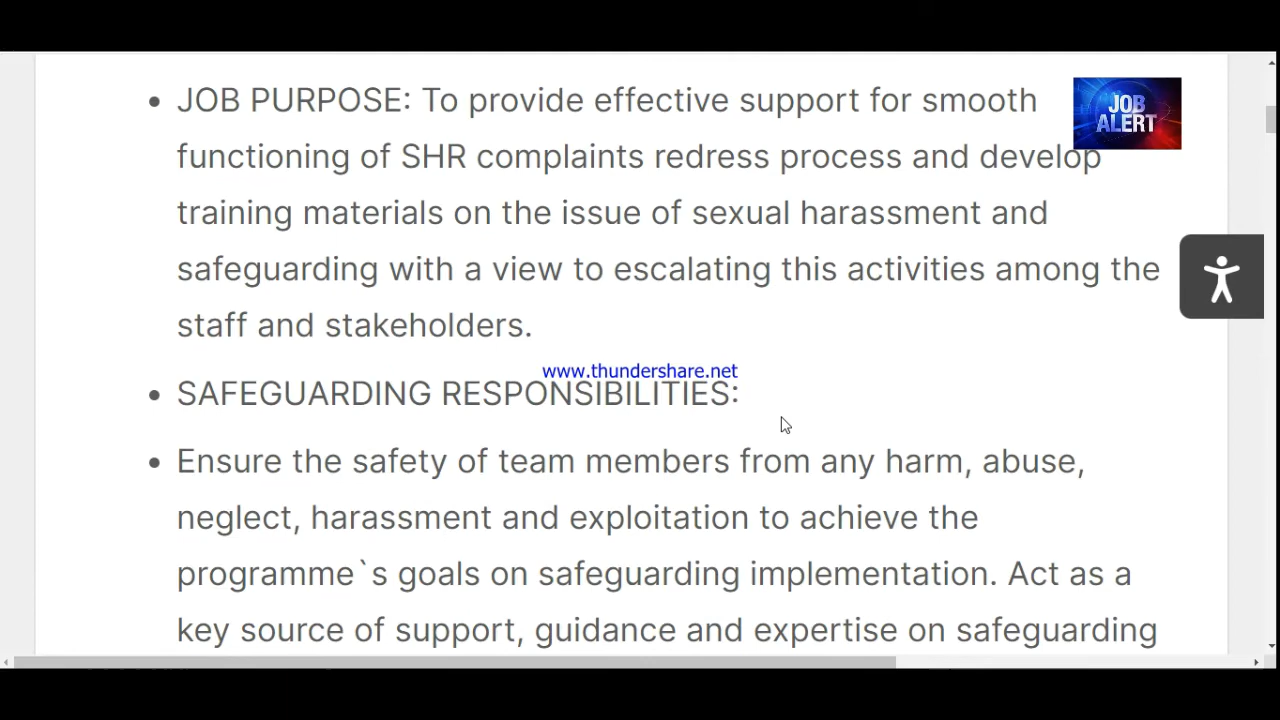 • JOB PURPOSE: To provide effective support for smooth
JOB
ALERT
functioning of SHR complaints redress process and develop
training materials on the issue of sexual harassment and
safeguarding with a view to escalating this activities among the
staff and stakeholders.
www.thundershare.net
• SAFEGUARDING RESPONSIBILITIES:
• Ensure the safety of team members from any harm, abuse,
neglect, harassment and exploitation to achieve the
programme`s goals on safeguarding implementation. Act as a
key source of support, guidance and expertise on safeguarding